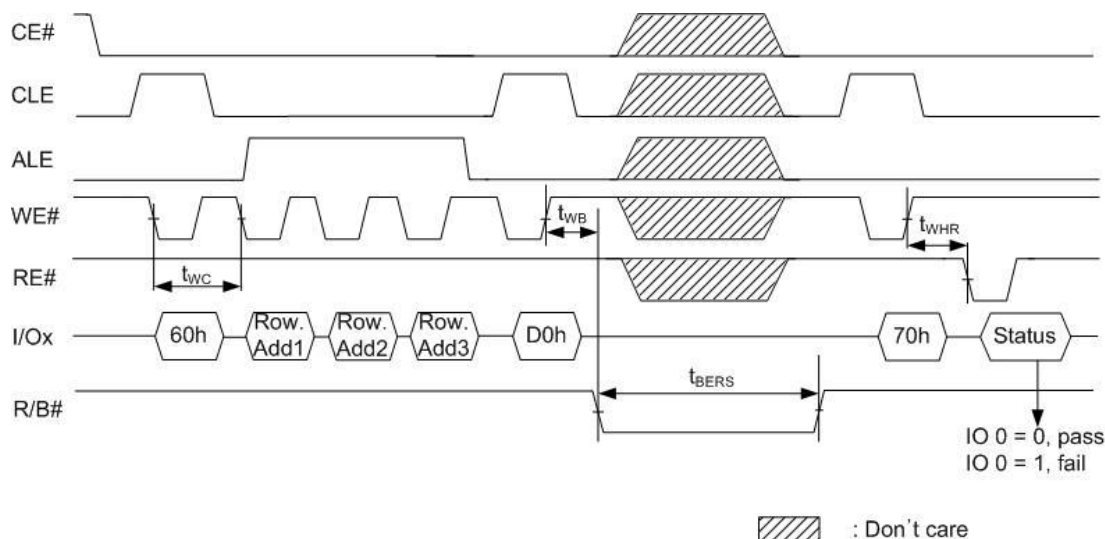 CE#
CLE
ALE
WE#
tWB
tWHR
tWC
RE#
I/Ox
60h
Row.
Add1
Row.
Add2
Row.
Add3
D0h
70h
Status
tBERS
R/B#
IO 0 = 0, pass
IO 0 = 1, fail
: Don't care